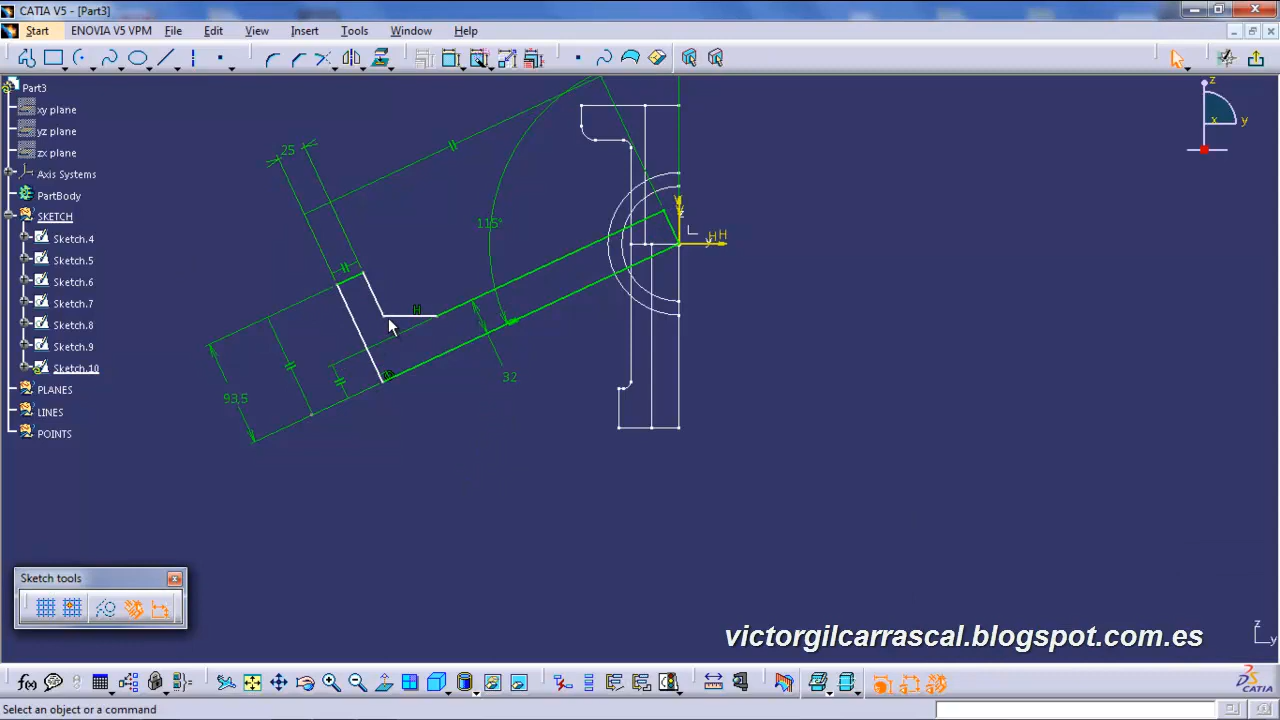 CATIA V5 - [Part3]
Start ENOVIA V5 VPM File Edit View Insert Tools Window Help
Part3
xy plane
yz plane
zx plane
Axis Systems
PartBody
SKETCH
Sketch.4
Sketch.5
Sketch.6
Sketch.7
Sketch.8
Sketch.9
Sketch.10
PLANES
LINES
POINTS
25
115°
H
93,5
32
V
z
H H
y
z
x y
Sketch tools
victorgilcarrascal.blogspot.com.es
z
y
f(x)
CATIA
Select an object or a command